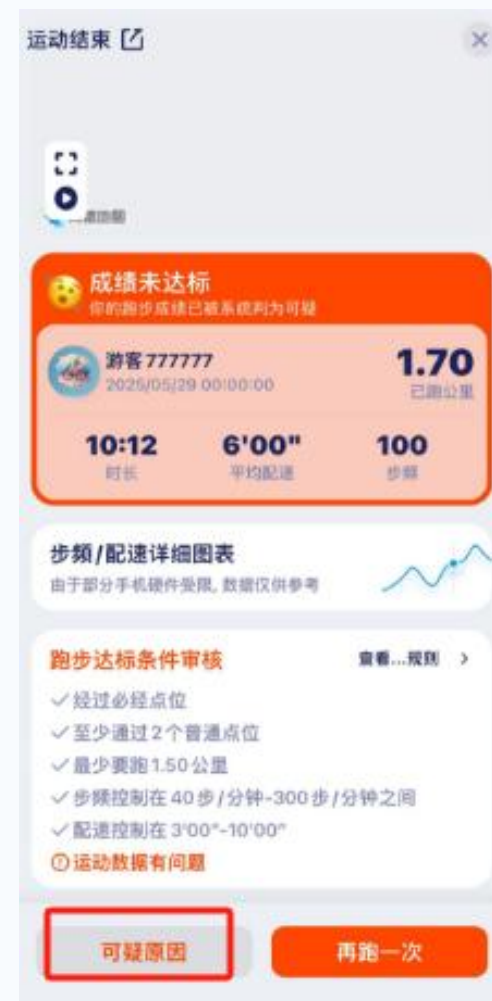 运动结束
成绩未达标
你的跑步成绩已被系统判为可疑
游客777777
2025/05/29 00:00:00
1.70
已跑公里
10:12
6'00"
100
时长
平均配速
步频
步频/配速详细图表
由于部分手机硬件受限,数据仅供参考
跑步达标条件审核
查看...规则 >
经过必经点位
至少通过2个普通点位
最少要跑1.50公里
步频控制在40步/分钟-300步/分钟之间
配速控制在3'00"-10'00"
运动数据有问题
可疑原因
再跑一次